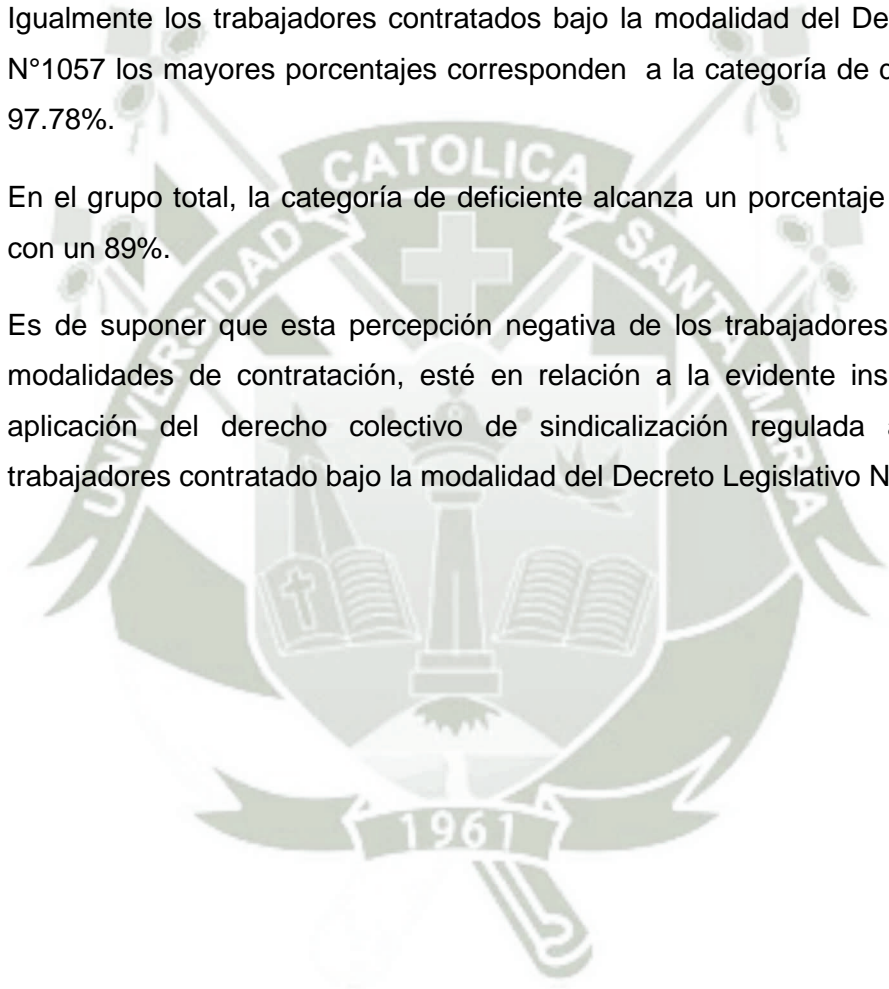 Igualmente los trabajadores contratados bajo la modalidad del De
N°1057 los mayores porcentajes corresponden a la categoría de
97.78%.
En el grupo total, la categoría de deficiente alcanza un porcentaje
con un 89%.
Es de suponer que esta percepción negativa de los trabajadores
modalidades de contratación, esté en relación a la evidente ins
aplicación del derecho colectivo de sindicalización regulada a
trabajadores contratado bajo la modalidad del Decreto Legislativo N
UNIVERSIDAD CATOLICA SANTA MARIA
1961